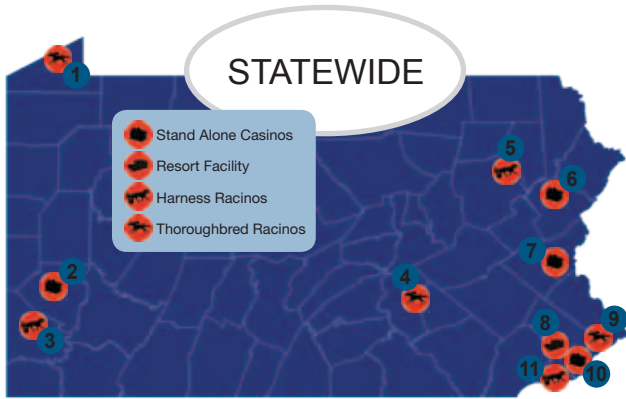 STATEWIDE
Stand Alone Casinos
Resort Facility
Harness Racinos
Thoroughbred Racinos
1
5
6
7
2
4
3
8
9
10
11